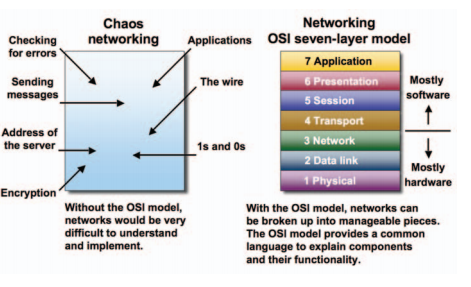 Chaos
networking
Checking
for errors
Applications
Sending
messages
The wire
Address of
the server
1s and 0s
Encryption
Without the OSI model,
networks would be very
difficult to understand
and implement.
Networking
OSI seven-layer model
7 Application
6 Presentation
5 Session
4 Transport
3 Network
2 Data link
1 Physical
Mostly
software
Mostly
hardware
With the OSI model, networks can
be broken up into manageable pieces.
The OSI model provides a common
language to explain components
and their functionality.